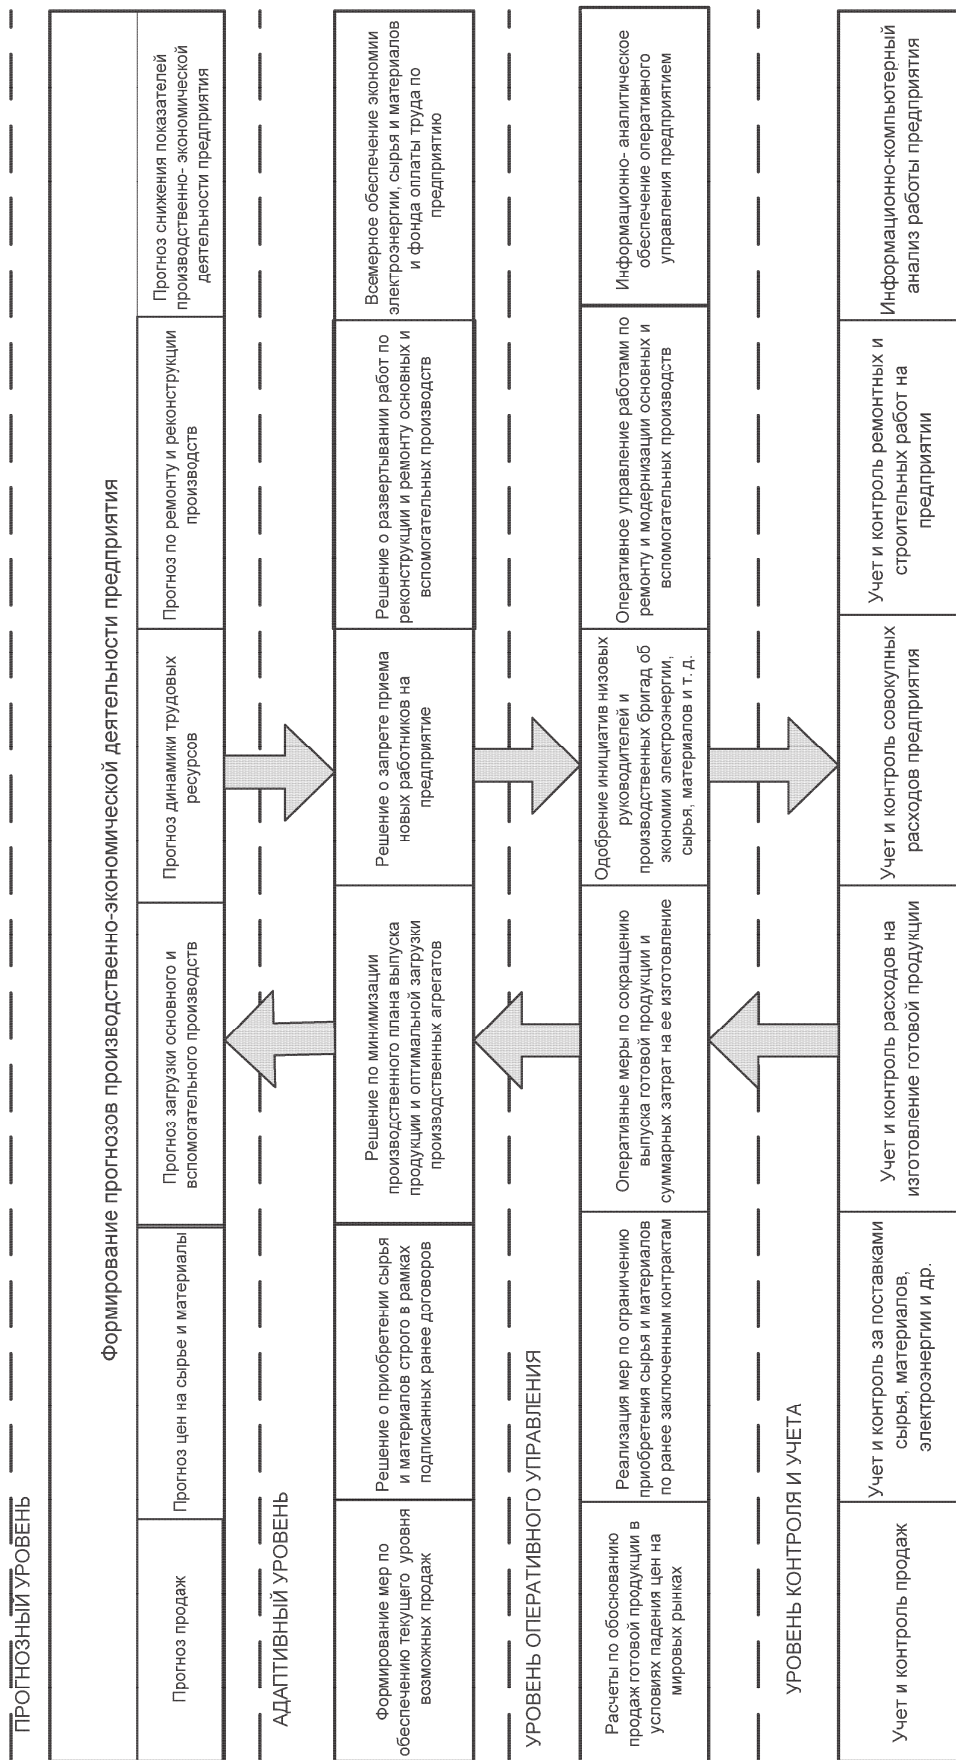 ПРОГНОЗНЫЙ УРОВЕНЬ
Формирование прогнозов производственно-экономической деятельности предприятия
Прогноз продаж
Прогноз цен на сырье и материалы
Прогноз загрузки основного и
вспомогательного производств
Прогноз динамики трудовых
ресурсов
Прогноз по ремонту и реконструкции
производств
Прогноз снижения показателей
производственно- экономической
деятельности предприятия
АДАПТИВНЫЙ УРОВЕНЬ
Формирование мер по
обеспечению текущего уровня
возможных продаж
Решение о приобретении сырья
и материалов строго в рамках
подписанных ранее договоров
Решение по минимизации
производственного плана выпуска
продукции и оптимальной загрузки
производственных агрегатов
Решение о запрете приема
новых работников на
предприятие
Решение о развертывании работ по
реконструкции и ремонту основных и
вспомогательных производств
Всемерное обеспечение экономии
электроэнергии, сырья и материалов
и фонда оплаты труда по
предприятию
УРОВЕНЬ ОПЕРАТИВНОГО УПРАВЛЕНИЯ
Расчеты по обоснованию
продаж готовой продукции в
условиях падения цен на
мировых рынках
Реализация мер по ограничению
приобретения сырья и материалов
по ранее заключенным контрактам
Оперативные меры по сокращению
выпуска готовой продукции и
суммарных затрат на ее изготовление
Одобрение инициатив низовых
руководителей и
производственных бригад об
экономии электроэнергии,
сырья, материалов и т. д.
Оперативное управление работами по
ремонту и модернизации основных и
вспомогательных производств
Информационно- аналитическое
обеспечение оперативного
управления предприятием
УРОВЕНЬ КОНТРОЛЯ И УЧЕТА
Учет и контроль продаж
Учет и контроль за поставками
сырья, материалов,
электроэнергии и др.
Учет и контроль расходов на
изготовление готовой продукции
Учет и контроль совокупных
расходов предприятия
Учет и контроль ремонтных и
строительных работ на
предприятии
Информационно-компьютерный
анализ работы предприятия